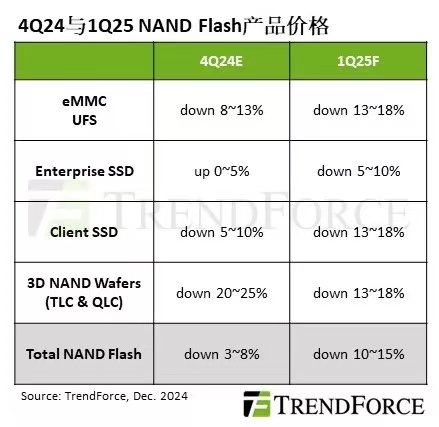 4Q24与1Q25 NAND Flash产品价格
4Q24E 1Q25F
eMMC
UFS
down 8~13% down 13~18%
Enterprise SSD up 0~5% down 5~10%
TRENDFORCE
Client SSD down 5~10% down 13~18%
3D NAND Wafers
(TLC & QLC)
down 20~25% down 13~18%
Total NAND Flash down 3~8% down 10~15%
Source: TrendForce, Dec. 2024
TRENDFORCE